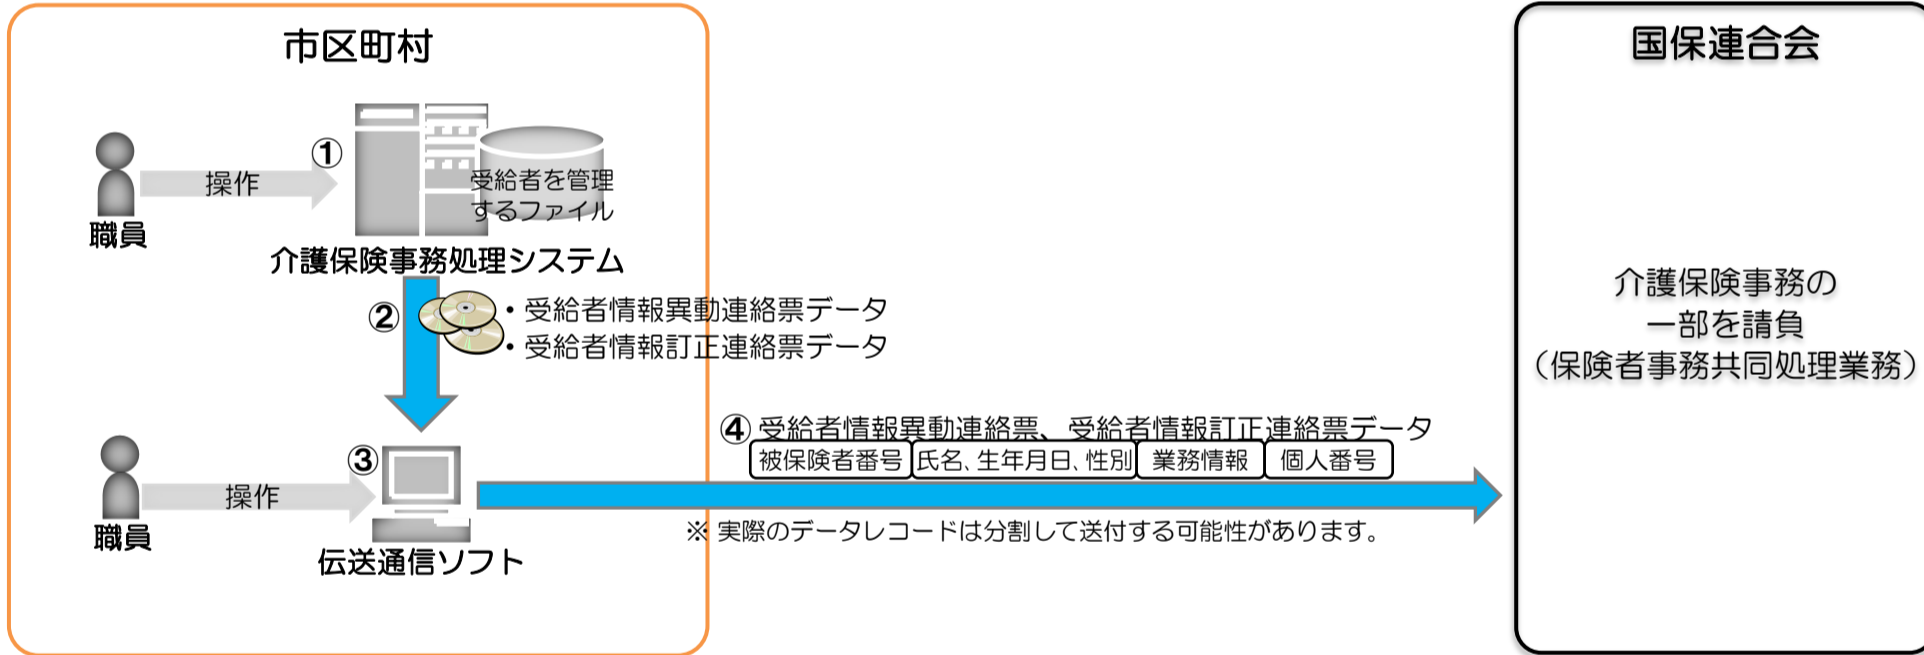 市区町村
国保連合会
①
操作
職員
受給者を管理
するファイル
介護保険事務処理システム
②
・受給者情報異動連絡票データ
・受給者情報訂正連絡票データ
介護保険事務の
一部を請負
（保険者事務共同処理業務）
③
操作
職員
伝送通信ソフト
④ 受給者情報異動連絡票、受給者情報訂正連絡票データ
被保険者番号 氏名、生年月日、性別 業務情報 個人番号
※ 実際のデータレコードは分割して送付する可能性があります。